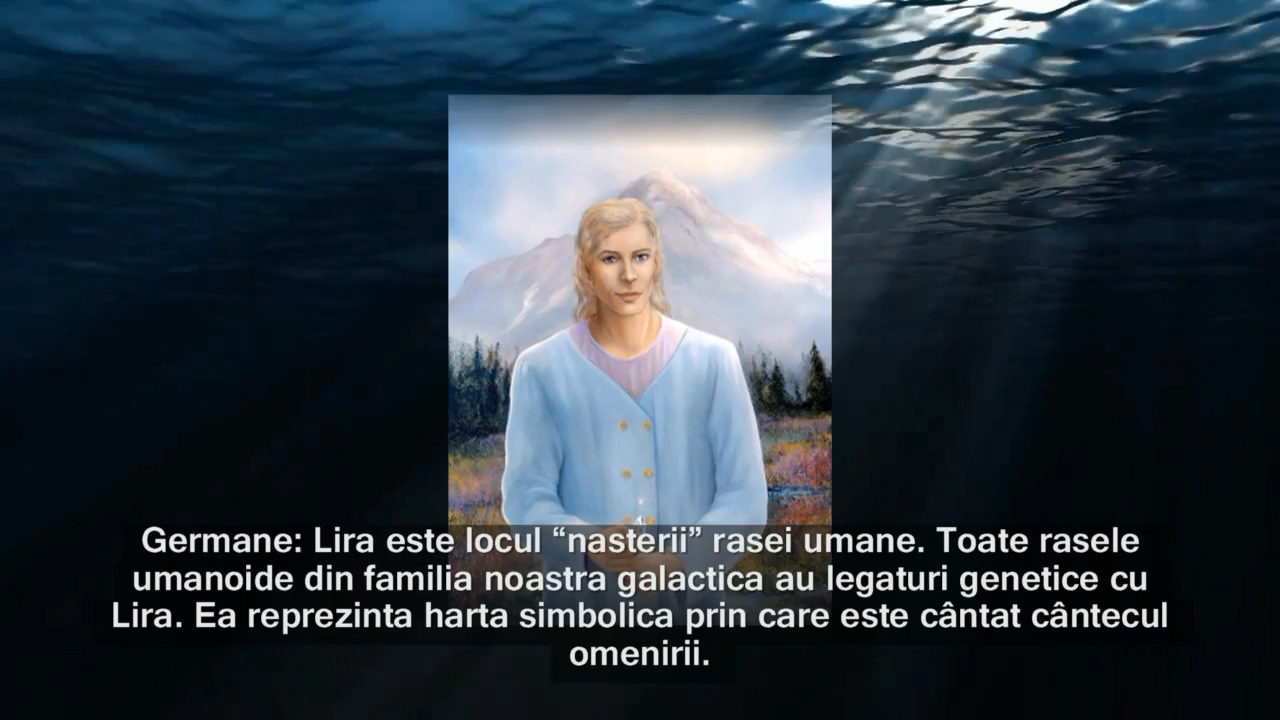 Germane: Lira este locul “nasterii” rasei umane. Toate rasele
umanoide din familia noastra galactica au legaturi genetice cu
Lira. Ea reprezinta harta simbolica prin care este cântat cântecul
omenirii.